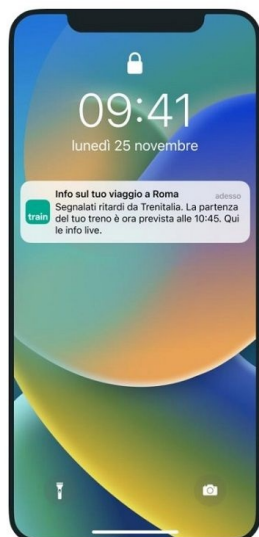 09:41
lunedì 25 novembre
Info sul tuo viaggio a Roma
adesso
train
Segnalati ritardi da Trenitalia. La partenza
del tuo treno è ora prevista alle 10:45. Qui
le info live.